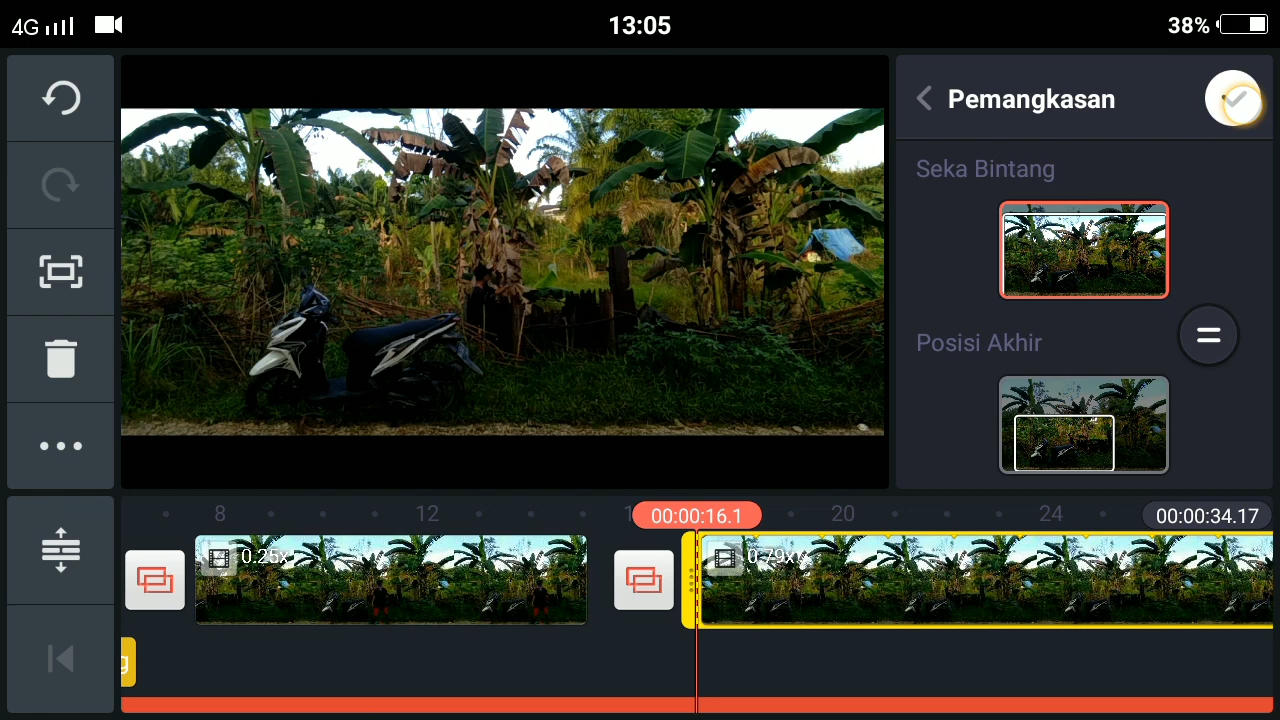 4G
13:05
38%
Pemangkasan
Seka Bintang
Posisi Akhir
8
12
00:00:16.1
20
24
00:00:34.17
0.25x
0.79x
g